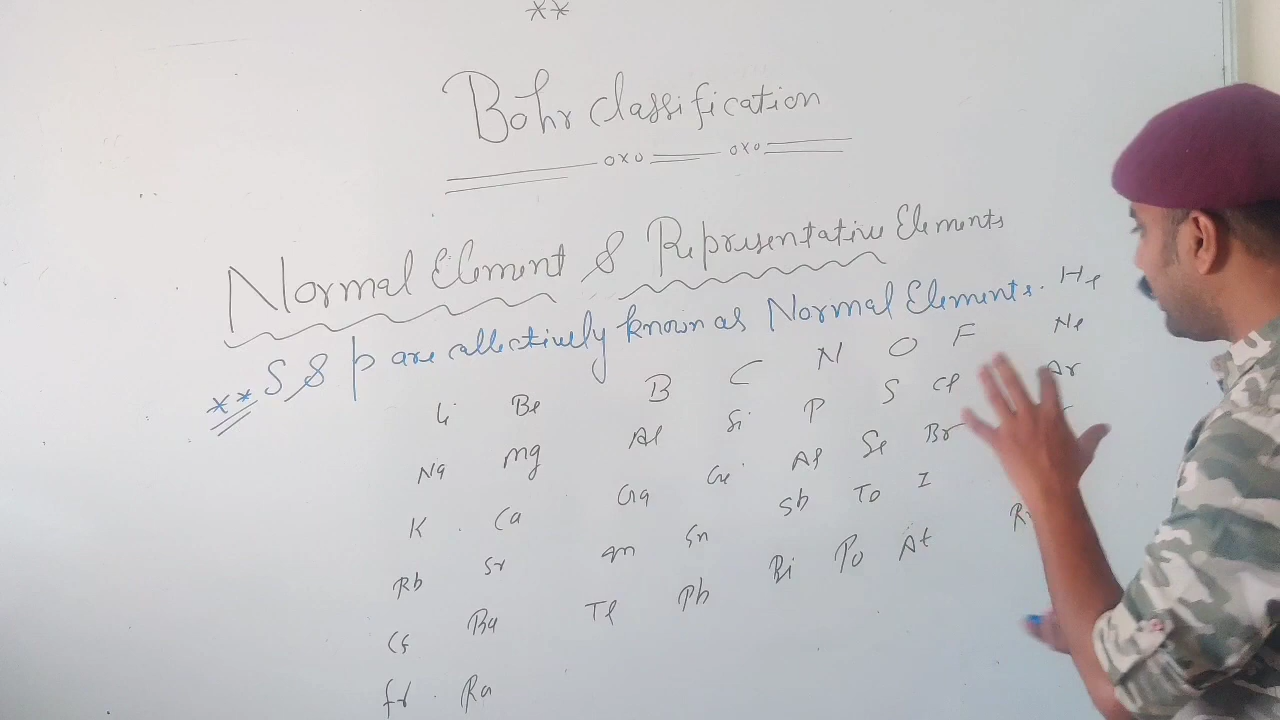 **
Bohr classification
oxo oxo
Normal Element & Representative Elements
** S & p are collectively known as Normal Elements.
He
Li Be B C N O F Ne
Na Mg Al Si P S Cl Ar
K . Ca Ga Ge As Se Br
Rb Sr In Sn Sb Te I
Cs Ba Tl Pb Bi Po At
fr . Ra